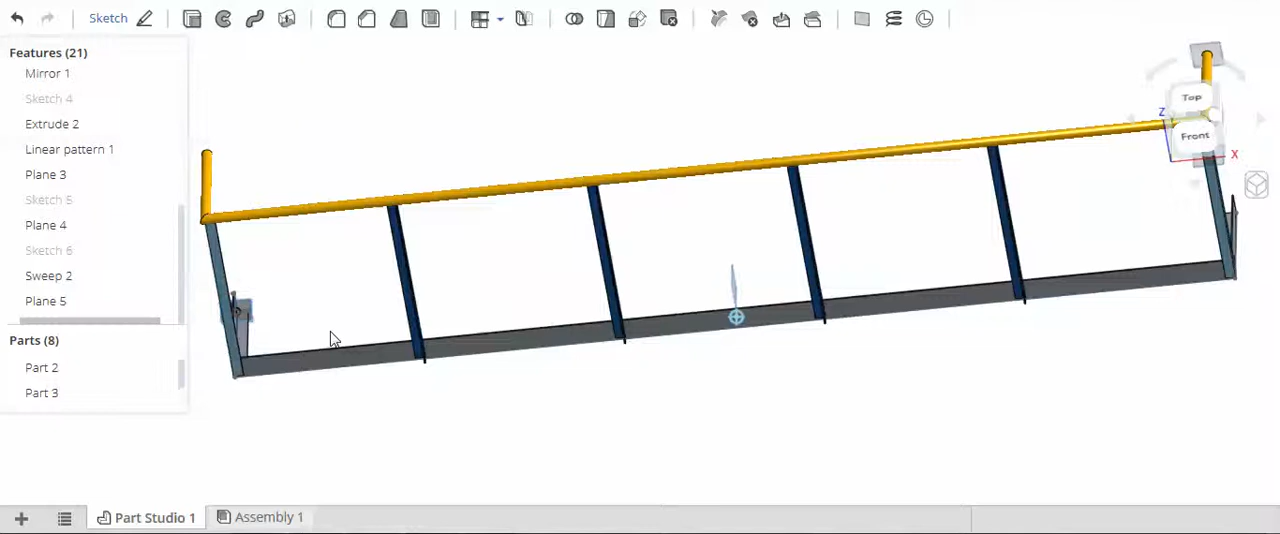 Sketch
Features (21)
Mirror 1
Sketch 4
Extrude 2
Linear pattern 1
Plane 3
Sketch 5
Plane 4
Sketch 6
Sweep 2
Plane 5
Parts (8)
Part 2
Part 3
Top
Z
Front
X
Part Studio 1
Assembly 1